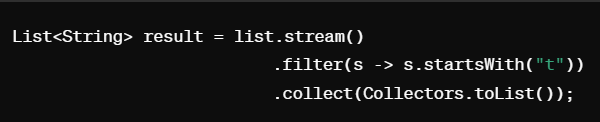 List<String> result = list.stream()
.filter(s -> s.startsWith("t"))
.collect(Collectors.toList());